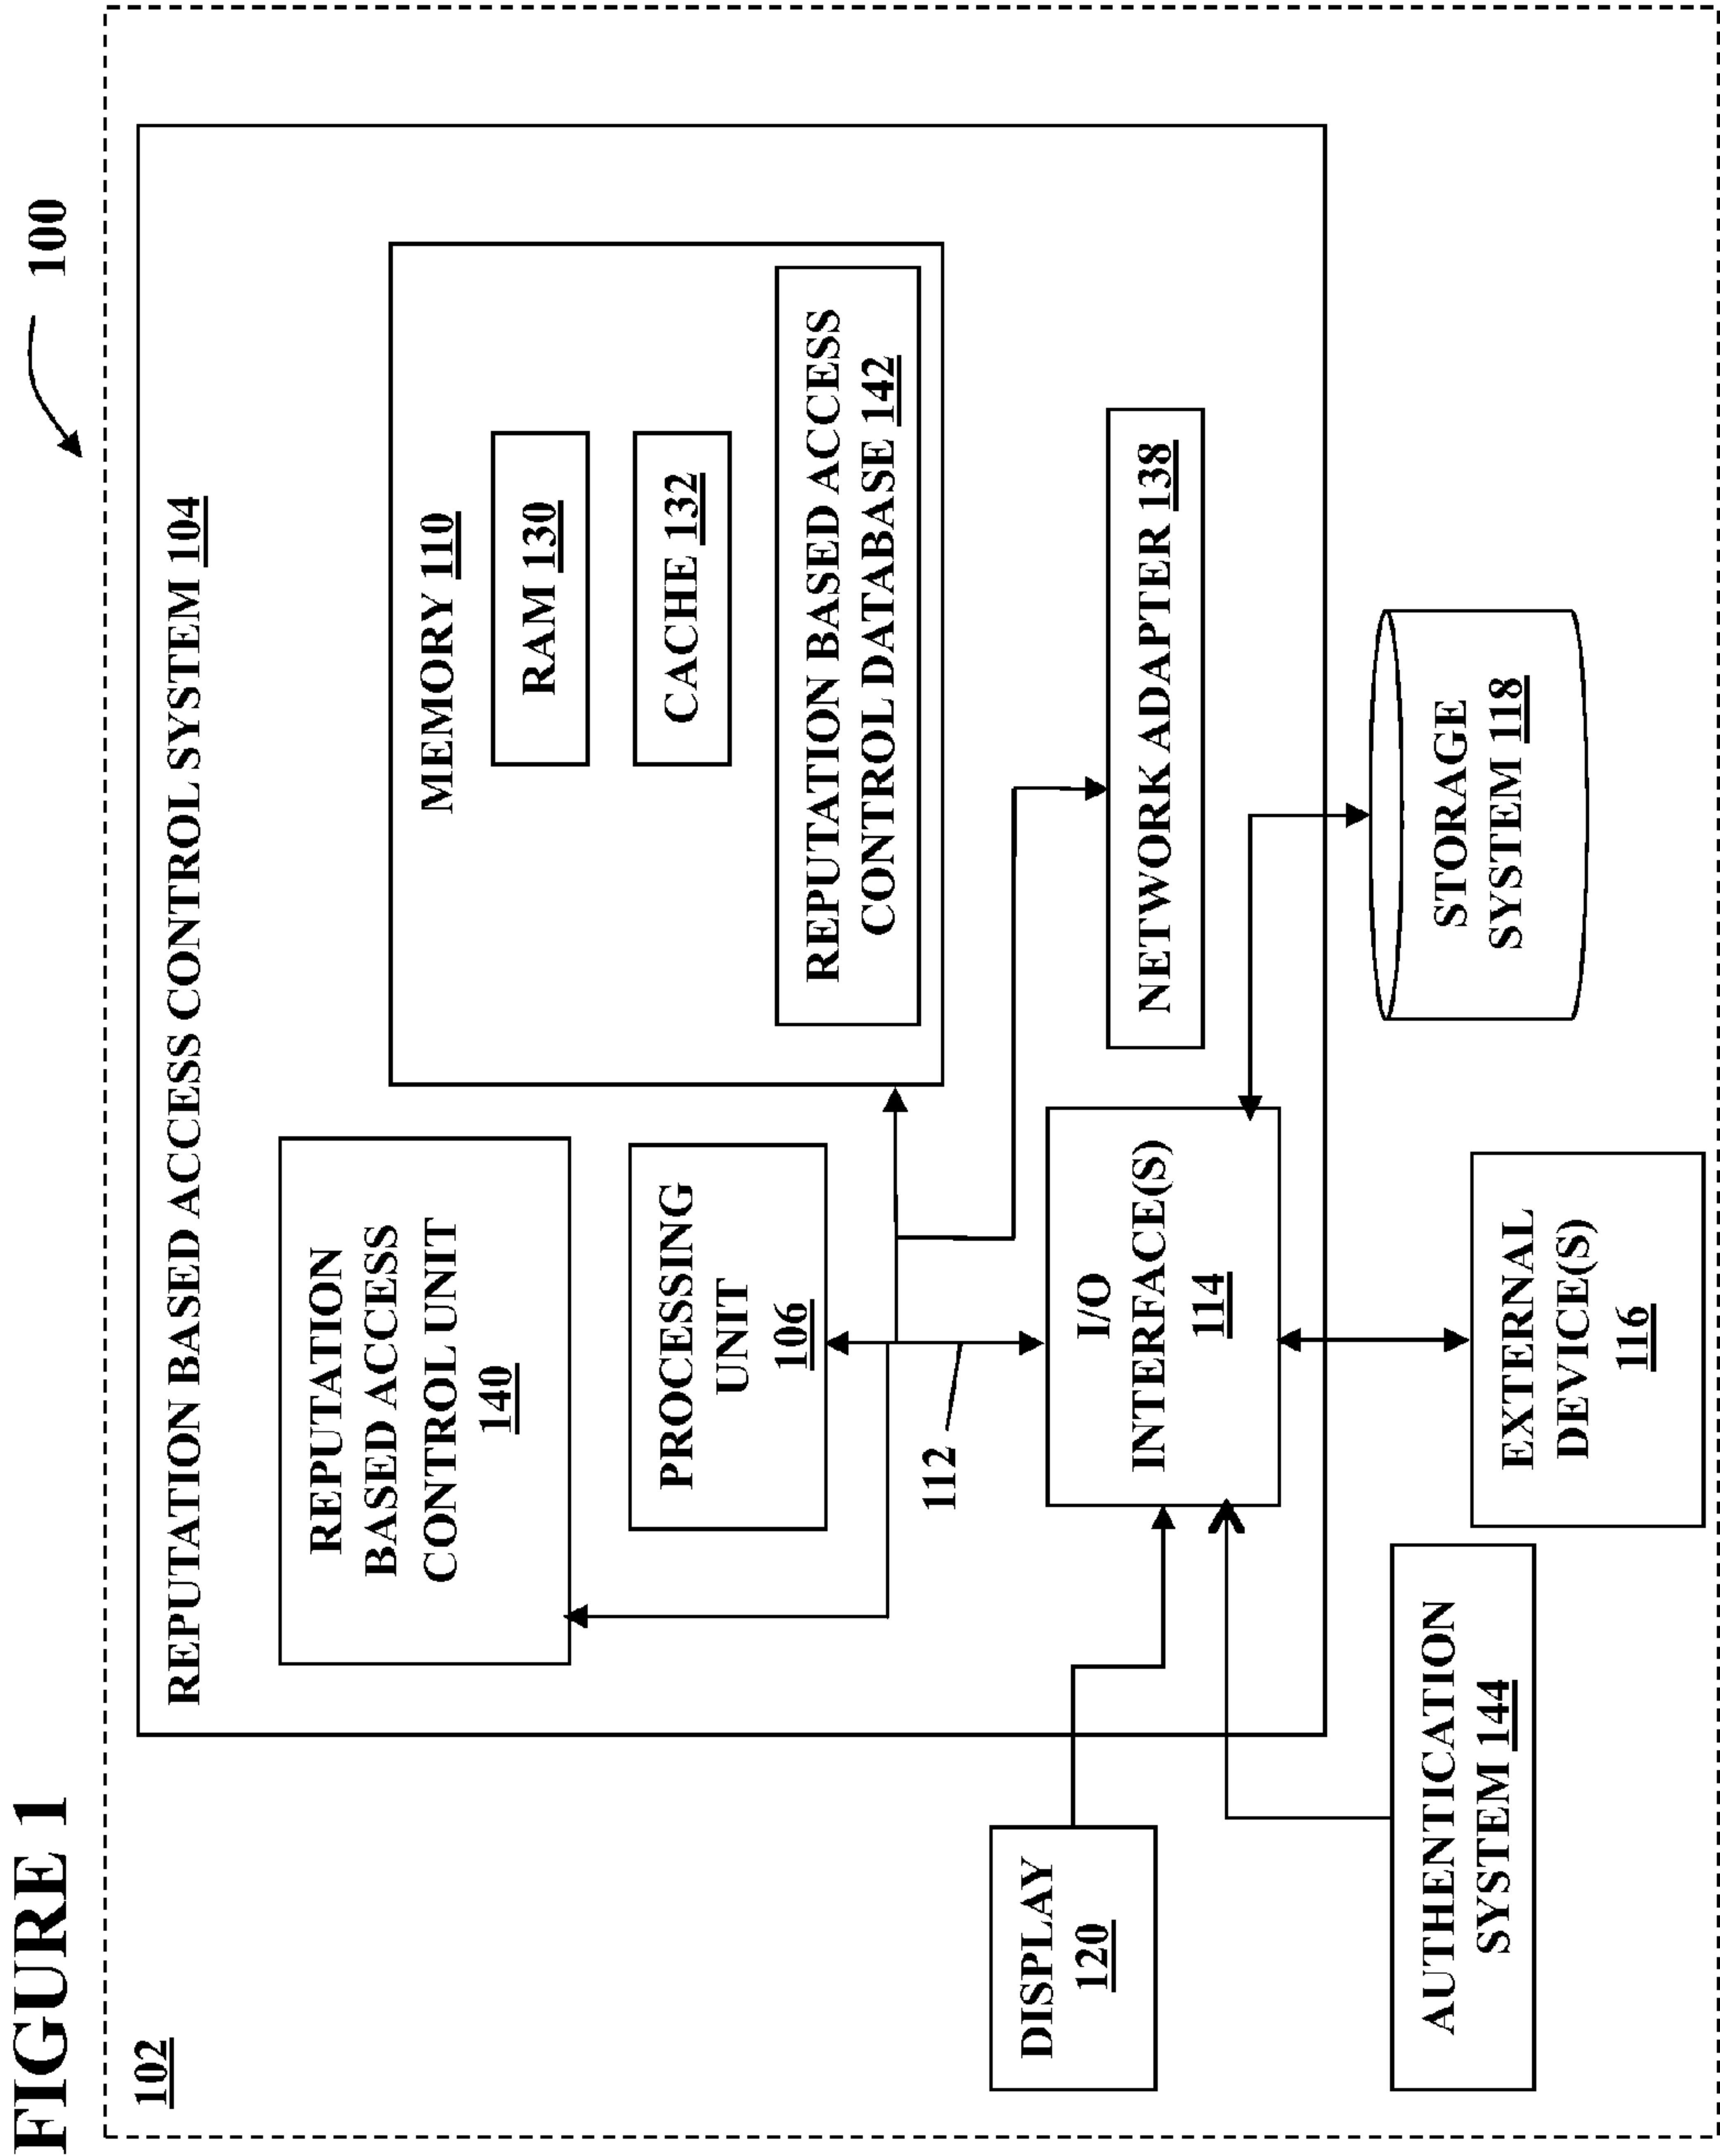 FIGURE 1
100
102
REPUTATION BASED ACCESS CONTROL SYSTEM 104
REPUTATION
BASED ACCESS
CONTROL UNIT
140
MEMORY 110
RAM 130
CACHE 132
REPUTATION BASED ACCESS
CONTROL DATABASE 142
PROCESSING
UNIT
106
112
DISPLAY
120
I/O
INTERFACE(S)
114
NETWORK ADAPTER 138
AUTHENTICATION
SYSTEM 144
EXTERNAL
DEVICE(S)
116
STORAGE
SYSTEM 118